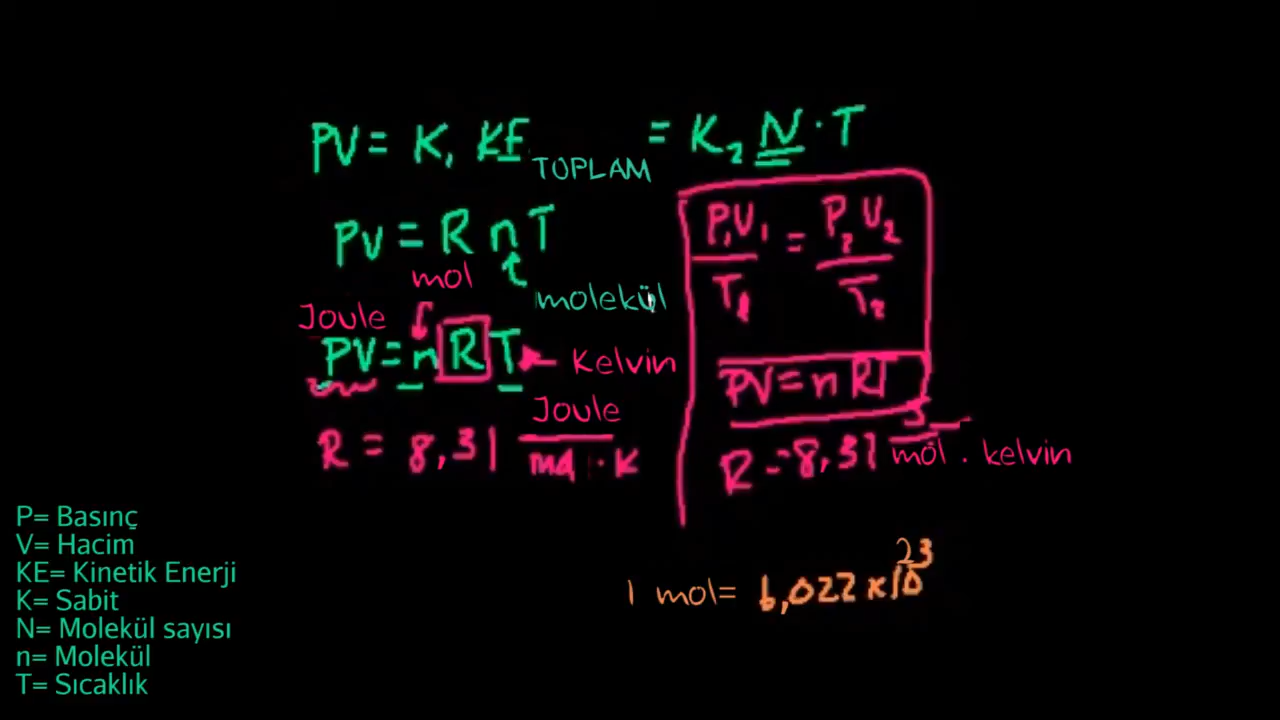 PV = K₁ KE TOPLAM = K₂ N · T
PV = R n T
molekül
mol
Joule
PV = n R T
Kelvin
R = 8,31 Joule / mol · K
P₁V₁ / T₁ = P₂V₂ / T₂
PV = n RT
R = 8,31 J / mol . kelvin
1 mol = 6,022 x 10²³
P= Basınç
V= Hacim
KE= Kinetik Enerji
K= Sabit
N= Molekül sayısı
n= Molekül
T= Sıcaklık